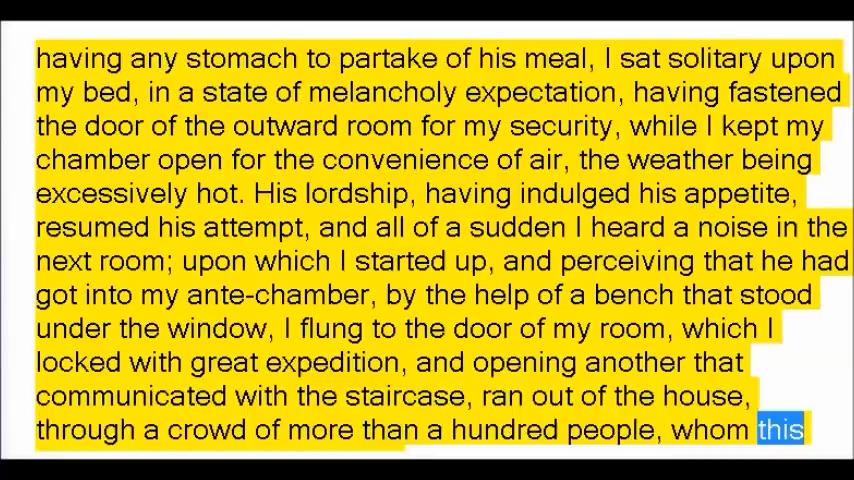 having any stomach to partake of his meal, I sat solitary upon
my bed, in a state of melancholy expectation, having fastened
the door of the outward room for my security, while I kept my
chamber open for the convenience of air, the weather being
excessively hot. His lordship, having indulged his appetite,
resumed his attempt, and all of a sudden I heard a noise in the
next room; upon which I started up, and perceiving that he had
got into my ante-chamber, by the help of a bench that stood
under the window, I flung to the door of my room, which I
locked with great expedition, and opening another that
communicated with the staircase, ran out of the house,
through a crowd of more than a hundred people, whom this